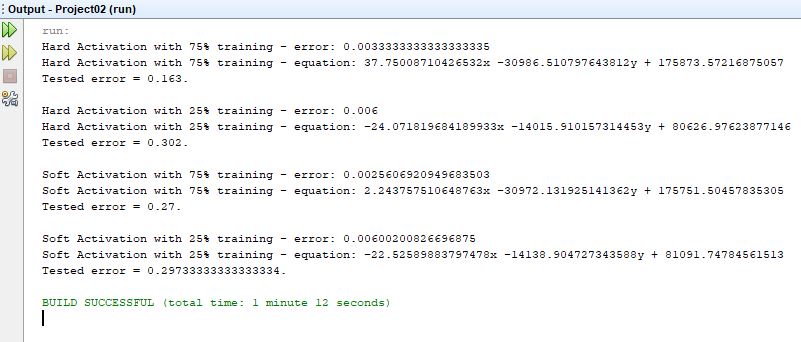 Output - Project02 (run)
run:
Hard Activation with 75% training - error: 0.0033333333333333335
Hard Activation with 75% training - equation: 37.75008710426532x -30986.510797643812y + 175873.57216875057
Tested error = 0.163.
Hard Activation with 25% training - error: 0.006
Hard Activation with 25% training - equation: -24.071819684189933x -14015.910157314453y + 80626.97623877146
Tested error = 0.302.
Soft Activation with 75% training - error: 0.0025606920949683503
Soft Activation with 75% training - equation: 2.243757510648763x -30972.131925141362y + 175751.50457835305
Tested error = 0.27.
Soft Activation with 25% training - error: 0.00600200826696875
Soft Activation with 25% training - equation: -22.52589883797478x -14138.904727343588y + 81091.74784561513
Tested error = 0.29733333333333334.
BUILD SUCCESSFUL (total time: 1 minute 12 seconds)